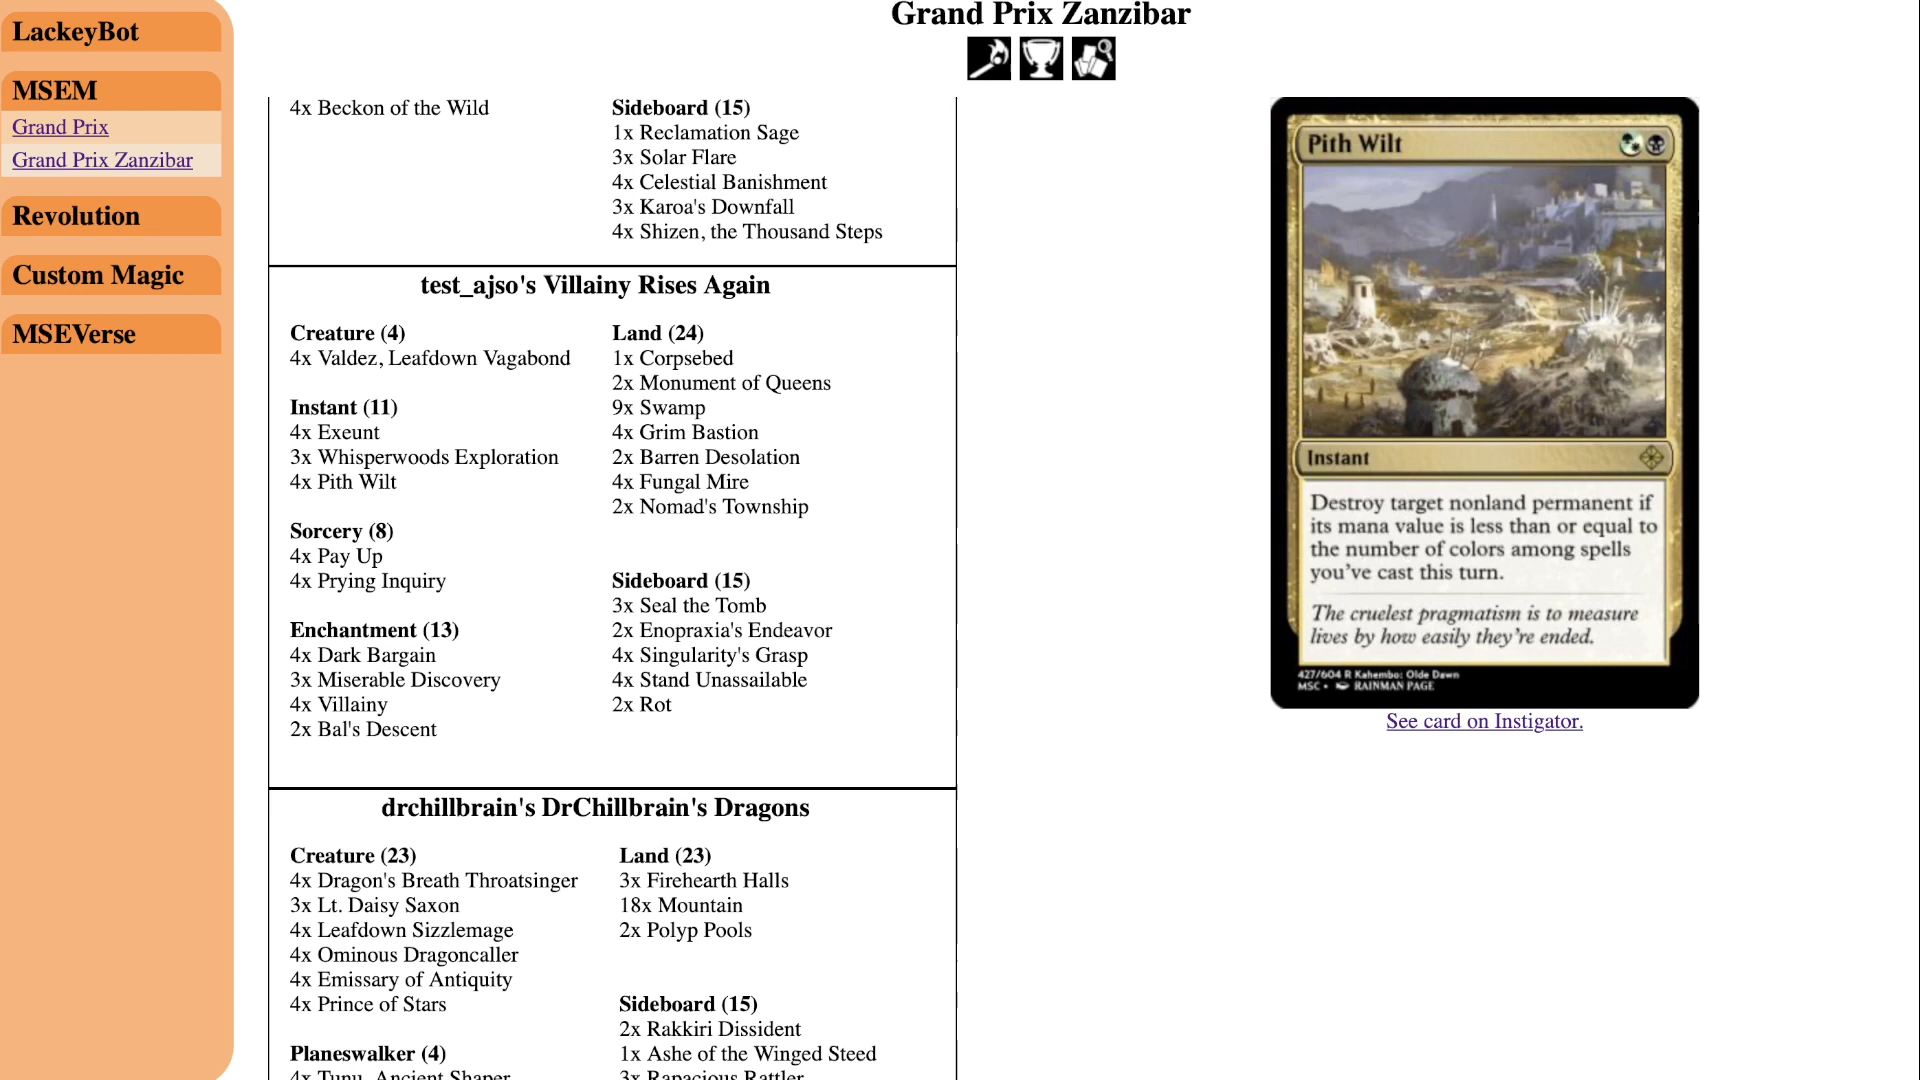 LackeyBot
MSEM
Grand Prix
Grand Prix Zanzibar
Revolution
Custom Magic
MSEVerse
Grand Prix Zanzibar
4x Beckon of the Wild
Sideboard (15)
1x Reclamation Sage
3x Solar Flare
4x Celestial Banishment
3x Karoa's Downfall
4x Shizen, the Thousand Steps
test_ajso's Villainy Rises Again
Creature (4)
4x Valdez, Leafdown Vagabond
Instant (11)
4x Exeunt
3x Whisperwoods Exploration
4x Pith Wilt
Sorcery (8)
4x Pay Up
4x Prying Inquiry
Enchantment (13)
4x Dark Bargain
3x Miserable Discovery
4x Villainy
2x Bal's Descent
Land (24)
1x Corpsebed
2x Monument of Queens
9x Swamp
4x Grim Bastion
2x Barren Desolation
4x Fungal Mire
2x Nomad's Township
Sideboard (15)
3x Seal the Tomb
2x Enopraxia's Endeavor
4x Singularity's Grasp
4x Stand Unassailable
2x Rot
drchillbrain's DrChillbrain's Dragons
Creature (23)
4x Dragon's Breath Throatsinger
3x Lt. Daisy Saxon
4x Leafdown Sizzlemage
4x Ominous Dragoncaller
4x Emissary of Antiquity
4x Prince of Stars
Planeswalker (4)
4x Tunu, Ancient Shaper
Land (23)
3x Firehearth Halls
18x Mountain
2x Polyp Pools
Sideboard (15)
2x Rakkiri Dissident
1x Ashe of the Winged Steed
3x Rapacious Rattler
Pith Wilt
Instant
Destroy target nonland permanent if
its mana value is less than or equal to
the number of colors among spells
you've cast this turn.
The cruelest pragmatism is to measure
lives by how easily they're ended.
427/604 R Kahembo: Olde Dawn
MSC • RAINMAN PAGE
See card on Instigator.